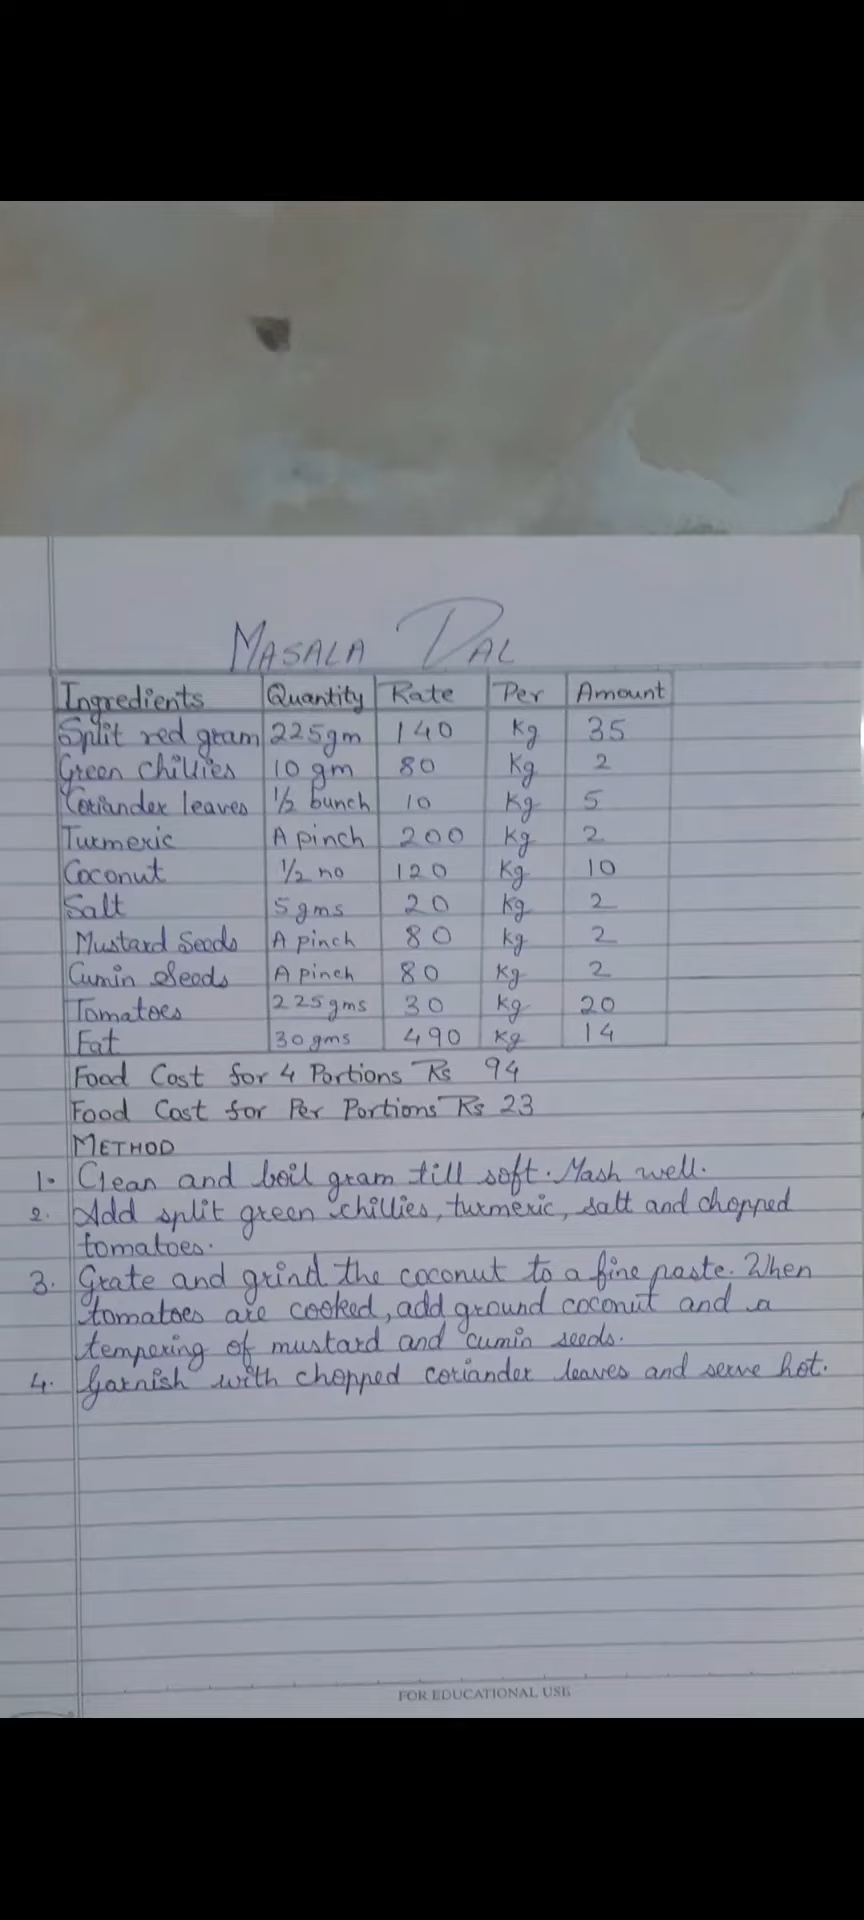 MASALA DAL
Ingredients Quantity Rate Per Amount
Split red gram 225gm 140 Kg 35
Green chillies 10 gm 80 Kg 2
Coriander leaves 1/2 bunch 10 Kg 5
Turmeric A pinch 200 Kg 2
Coconut 1/2 no 120 Kg 10
Salt 5gms 20 Kg 2
Mustard Seeds A pinch 80 Kg 2
Cumin Seeds A pinch 80 Kg 2
Tomatoes 225gms 30 Kg 20
Fat 30gms 490 Kg 14
Food Cost for 4 Portions Rs 94
Food Cost for Per Portions Rs 23
METHOD
1. Clean and boil gram till soft. Mash well.
2. Add split green chillies, turmeric, salt and chopped
tomatoes.
3. Grate and grind the coconut to a fine paste. When
tomatoes are cooked, add ground coconut and a
tempering of mustard and cumin seeds.
4. Garnish with chopped coriander leaves and serve hot.
FOR EDUCATIONAL USE